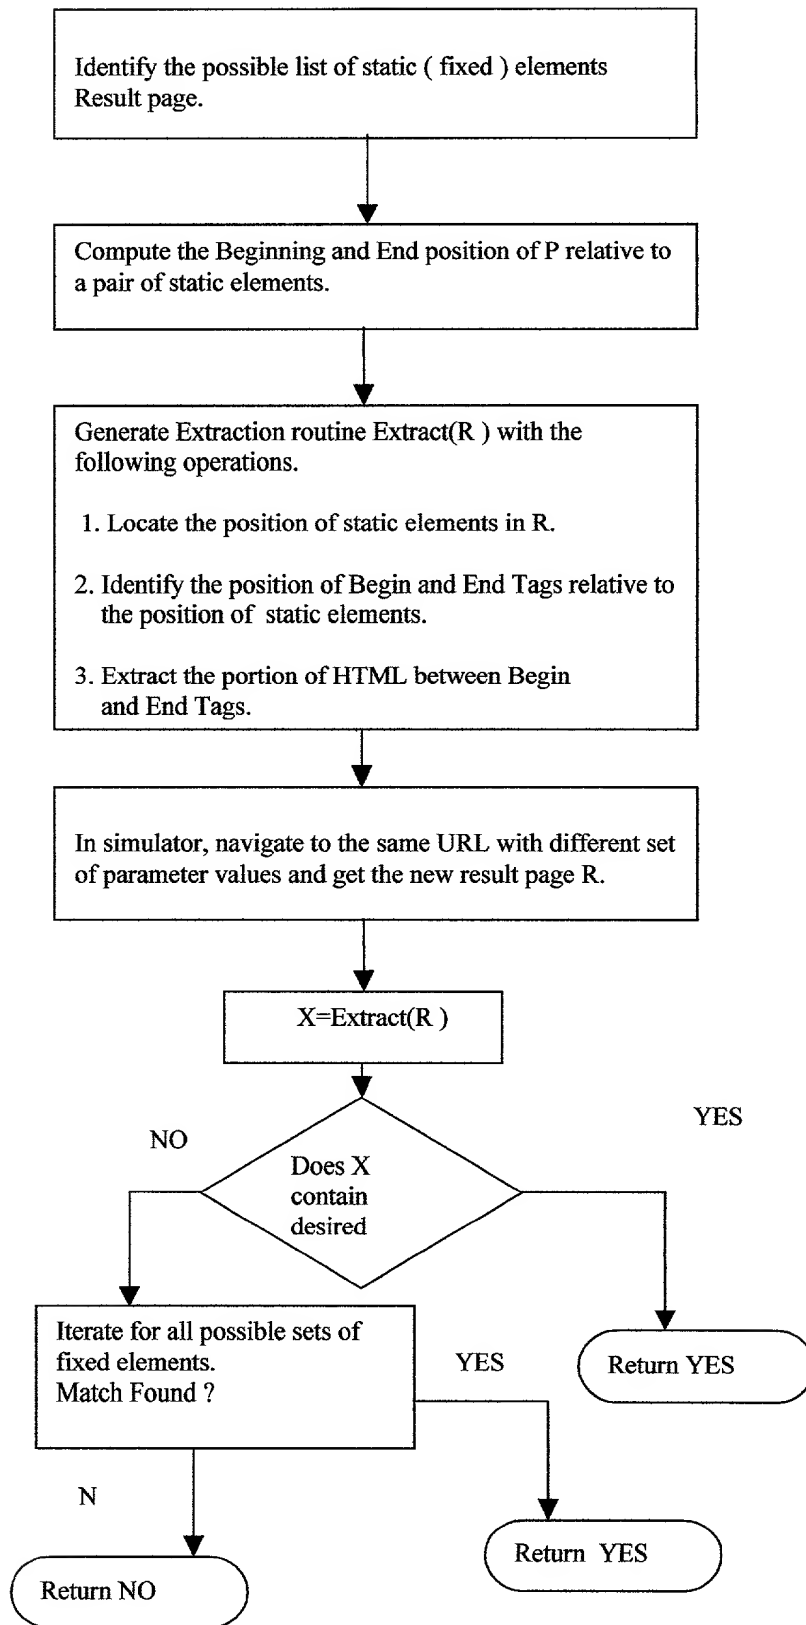 Identify the possible list of static ( fixed ) elements
Result page.
Compute the Beginning and End position of P relative to
a pair of static elements.
Generate Extraction routine Extract(R ) with the
following operations.
1. Locate the position of static elements in R.
2. Identify the position of Begin and End Tags relative to
the position of static elements.
3. Extract the portion of HTML between Begin
and End Tags.
In simulator, navigate to the same URL with different set
of parameter values and get the new result page R.
X=Extract(R )
NO
YES
Does X
contain
desired
Iterate for all possible sets of
fixed elements.
Match Found ?
YES
Return YES
N
Return YES
Return NO